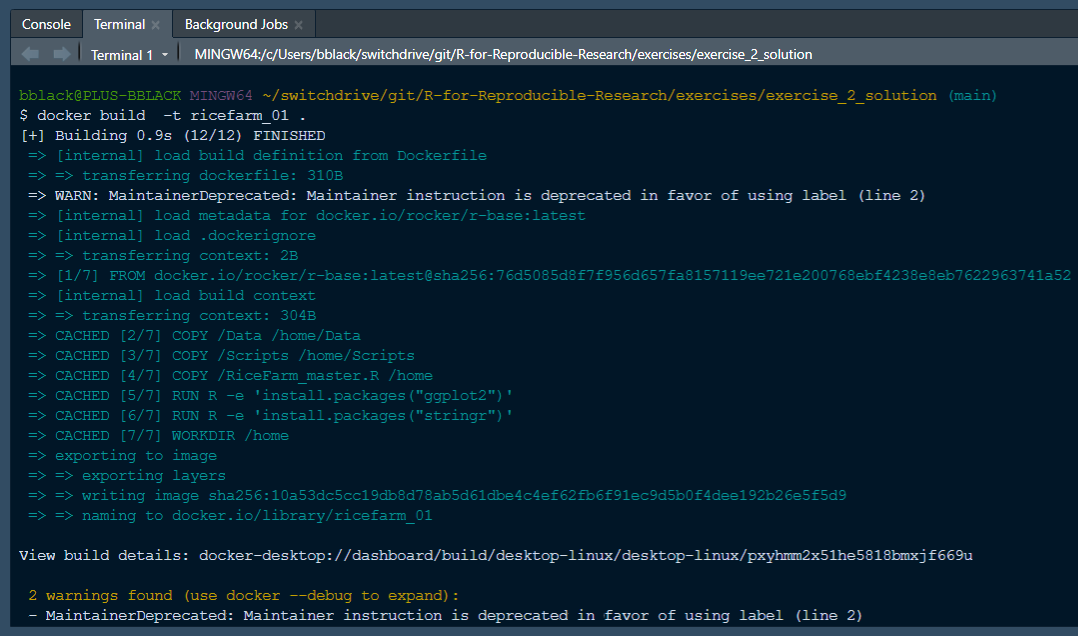 Console Terminal × Background Jobs ×
Terminal 1 MINGW64:/c/Users/bblack/switchdrive/git/R-for-Reproducible-Research/exercises/exercise_2_solution
bblack@PLUS-BBLACK MINGW64 ~/switchdrive/git/R-for-Reproducible-Research/exercises/exercise_2_solution (main)
$ docker build  -t ricefarm_01 .
[+] Building 0.9s (12/12) FINISHED
=> [internal] load build definition from Dockerfile
=> => transferring dockerfile: 310B
=> WARN: MaintainerDeprecated: Maintainer instruction is deprecated in favor of using label (line 2)
=> [internal] load metadata for docker.io/rocker/r-base:latest
=> [internal] load .dockerignore
=> => transferring context: 2B
=> [1/7] FROM docker.io/rocker/r-base:latest@sha256:76d5085d8f7f956d657fa8157119ee721e200768ebf4238e8eb7622963741a52
=> [internal] load build context
=> => transferring context: 304B
=> CACHED [2/7] COPY /Data /home/Data
=> CACHED [3/7] COPY /Scripts /home/Scripts
=> CACHED [4/7] COPY /RiceFarm_master.R /home
=> CACHED [5/7] RUN R -e 'install.packages("ggplot2")'
=> CACHED [6/7] RUN R -e 'install.packages("stringr")'
=> CACHED [7/7] WORKDIR /home
=> exporting to image
=> => exporting layers
=> => writing image sha256:10a53dc5cc19db8d78ab5d61dbe4c4ef62fb6f91ec9d5b0f4dee192b26e5f5d9
=> => naming to docker.io/library/ricefarm_01
View build details: docker-desktop://dashboard/build/desktop-linux/desktop-linux/pxyhmm2x51he5818bmxjf669u
2 warnings found (use docker --debug to expand):
- MaintainerDeprecated: Maintainer instruction is deprecated in favor of using label (line 2)